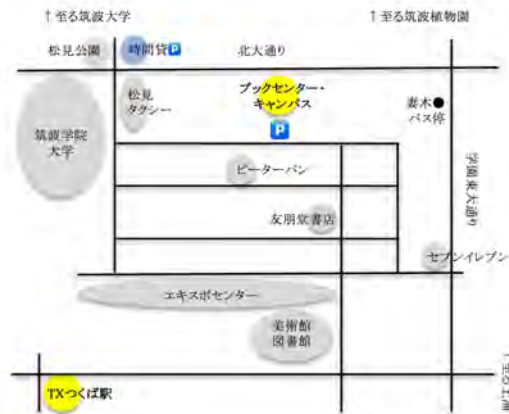 ↑至る筑波大学
↑至る筑波植物園
松見公園
時間貸P
北大通り
松見
タクシー
ブックセンター・
キャンパス
P
妻木●
バス停
筑波学院
大学
ピーターパン
学園東大通り
友朋堂書店
セブンイレブン
エキスポセンター
美術館
図書館
TXつくば駅